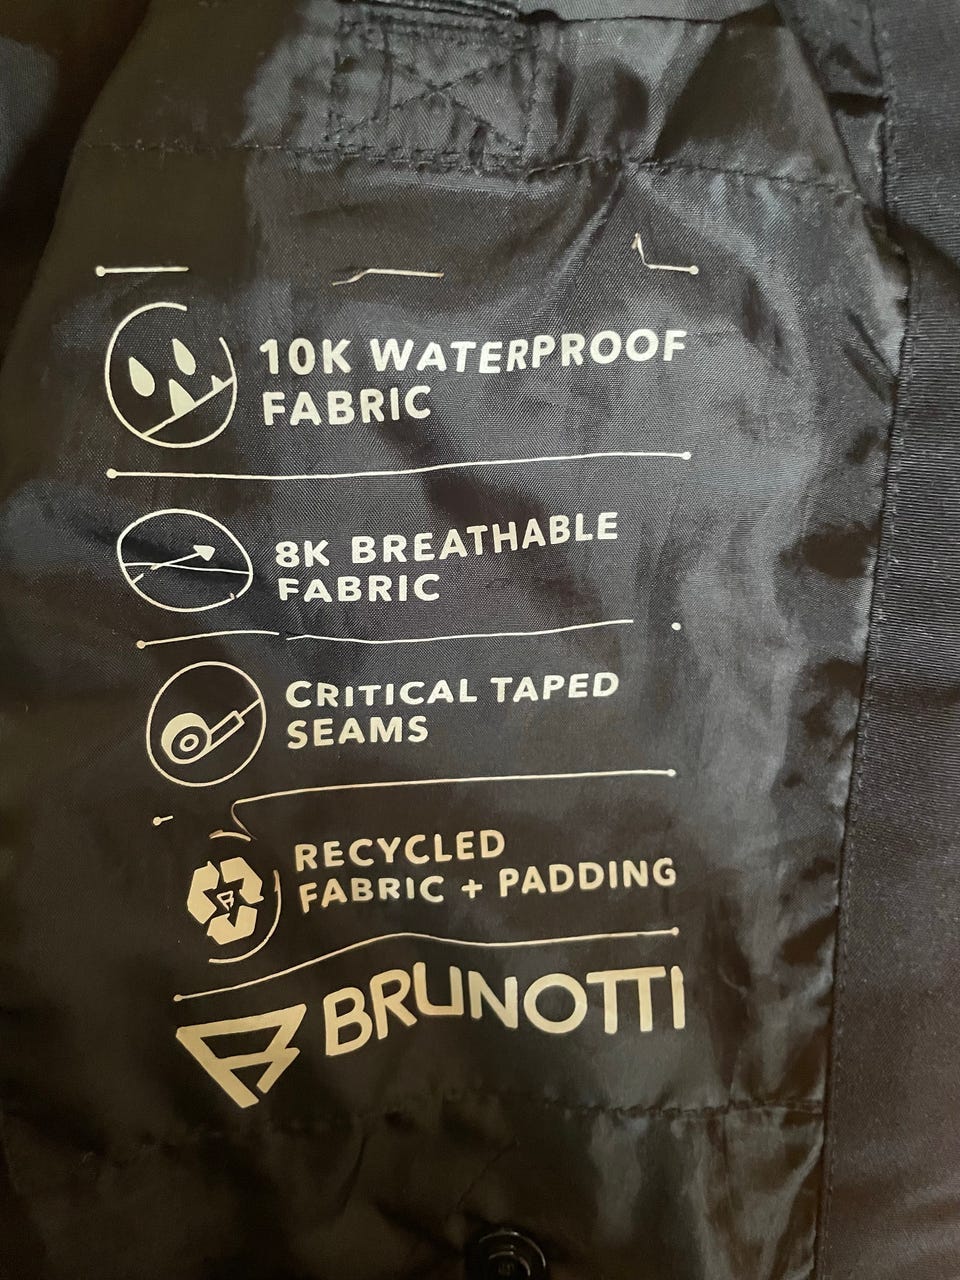 10K WATERPROOF
FABRIC
8K BREATHABLE
FABRIC
CRITICAL TAPED
SEAMS
RECYCLED
FABRIC + PADDING
BRUNOTTI